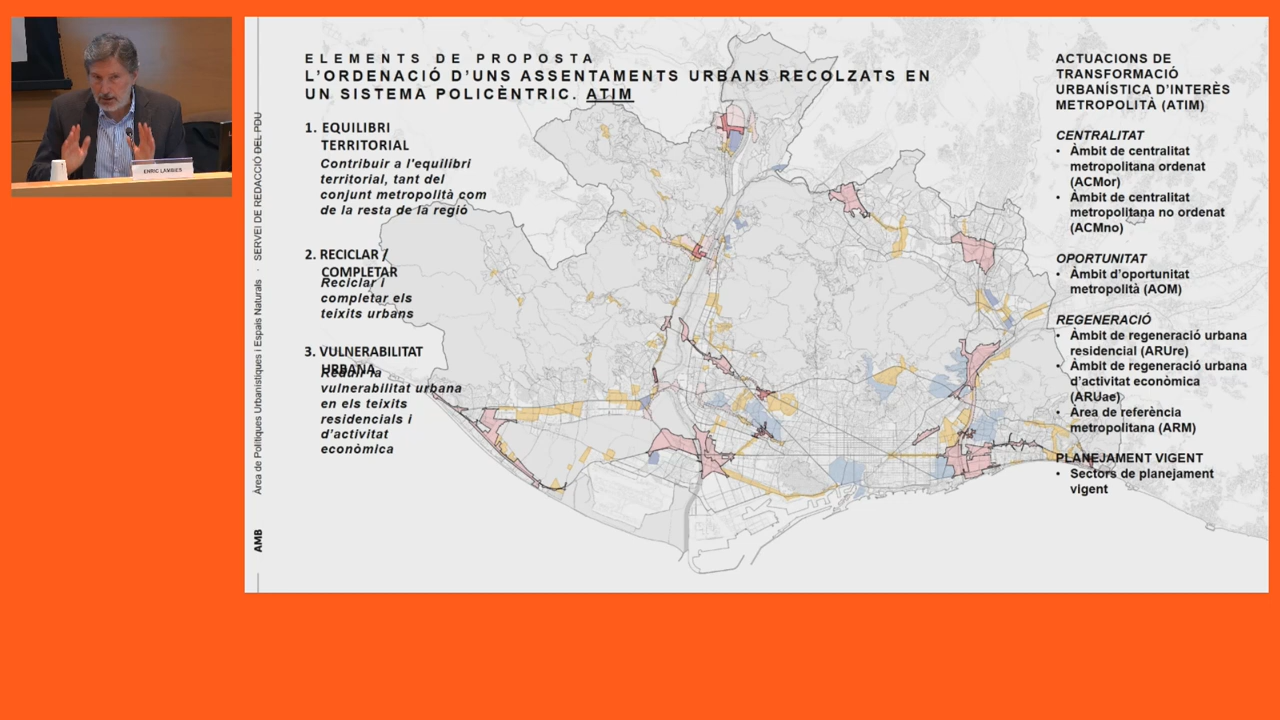 ENRIC LAMBIES
Àrea de Polítiques Urbanístiques i Espais Naturals · SERVEI DE REDACCIÓ DEL PDU
AMB
ELEMENTS DE PROPOSTA
L'ORDENACIÓ D'UNS ASSENTAMENTS URBANS RECOLZATS EN
UN SISTEMA POLICÈNTRIC. ATIM
1. EQUILIBRI
TERRITORIAL
Contribuir a l'equilibri
territorial, tant del
conjunt metropolità com
de la resta de la regió
2. RECICLAR /
COMPLETAR
Reciclar i
completar els
teixits urbans
3. VULNERABILITAT
URBANA
Reduir la
vulnerabilitat urbana
en els teixits
residencials i
d'activitat
econòmica
ACTUACIONS DE
TRANSFORMACIÓ
URBANÍSTICA D'INTERÈS
METROPOLITÀ (ATIM)
CENTRALITAT
• Àmbit de centralitat
metropolitana ordenat
(ACMor)
• Àmbit de centralitat
metropolitana no ordenat
(ACMno)
OPORTUNITAT
• Àmbit d'oportunitat
metropolità (AOM)
REGENERACIÓ
• Àmbit de regeneració urbana
residencial (ARUre)
• Àmbit de regeneració urbana
d'activitat econòmica
(ARUae)
• Àrea de referència
metropolitana (ARM)
PLANEJAMENT VIGENT
• Sectors de planejament
vigent